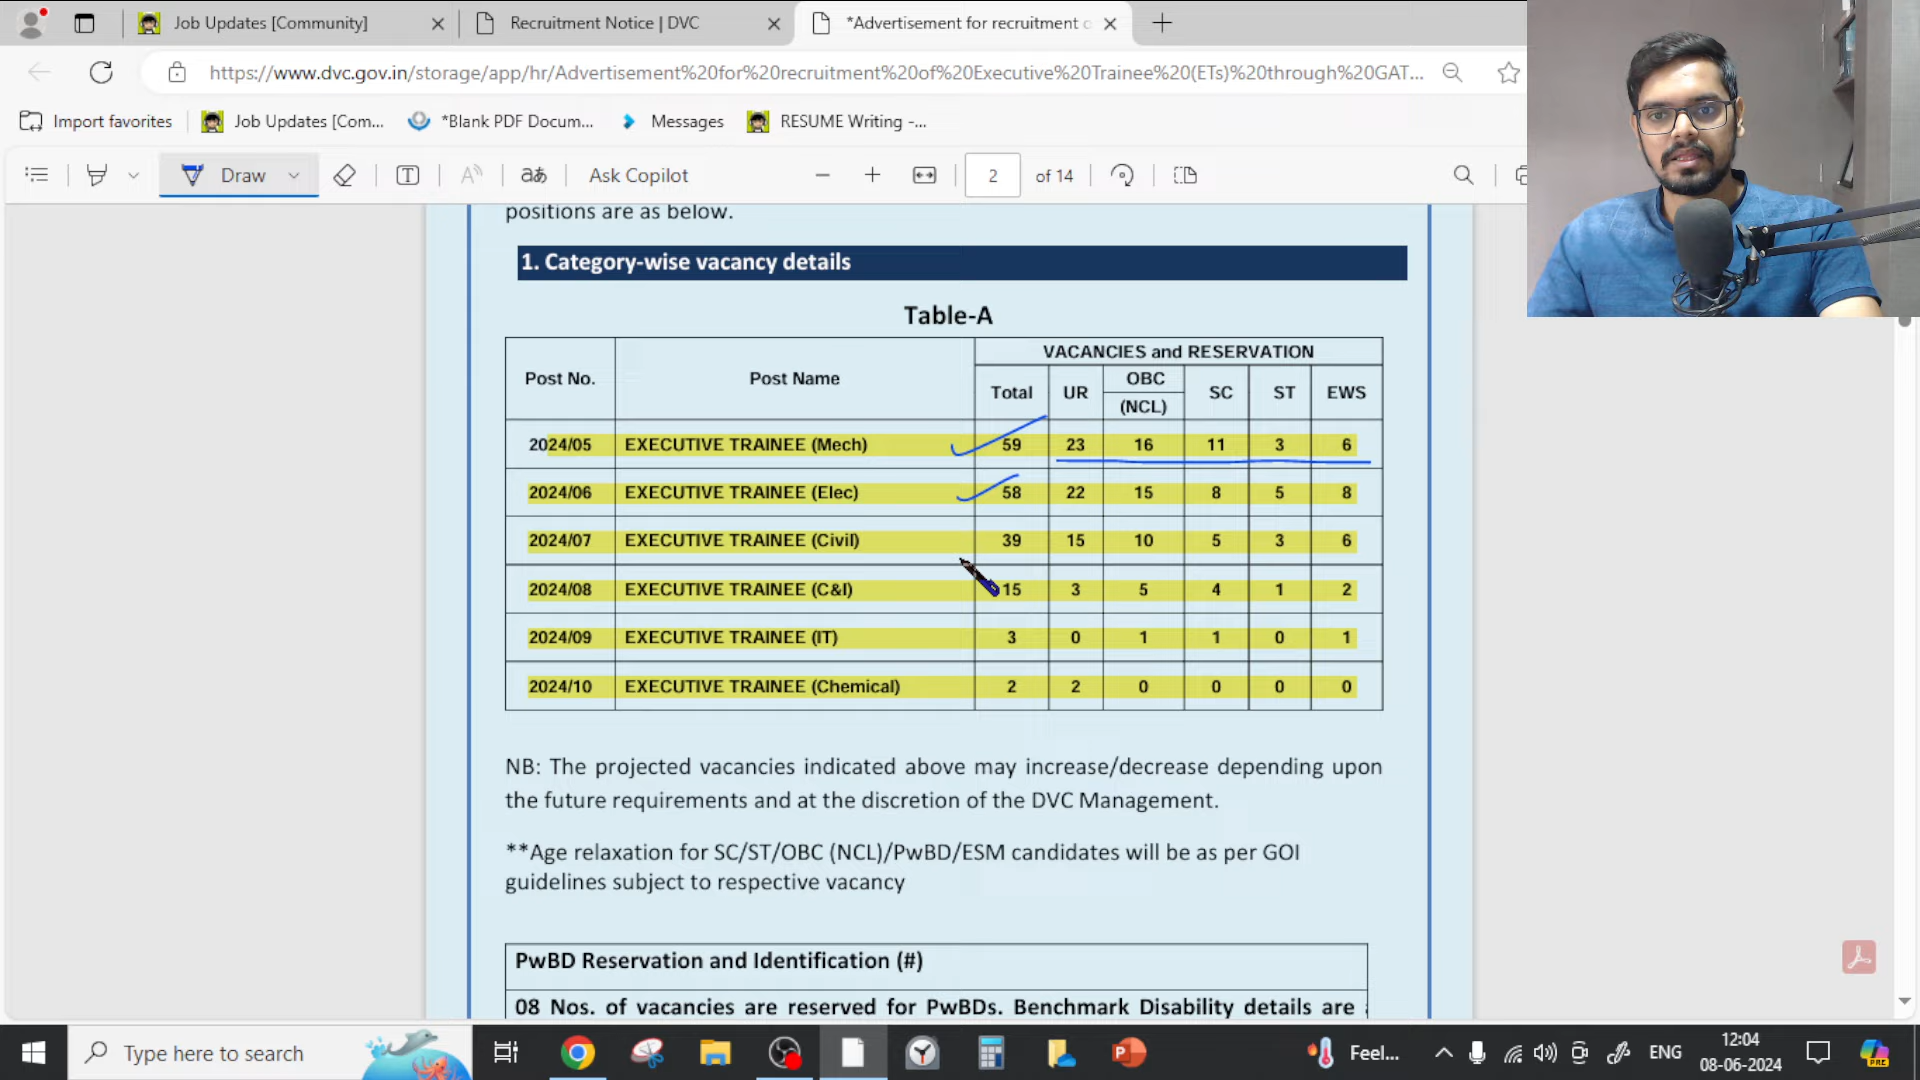 Job Updates [Community]
Recruitment Notice | DVC
*Advertisement for recruitment o
https://www.dvc.gov.in/storage/app/hr/Advertisement%20for%20recruitment%20of%20Executive%20Trainee%20(ETs)%20through%20GAT...
Import favorites
Job Updates [Com...
*Blank PDF Docum...
Messages
RESUME Writing -...
Draw
Ask Copilot
2 of 14
positions are as below.
1. Category-wise vacancy details
Table-A
Post No. Post Name VACANCIES and RESERVATION
Total UR OBC (NCL) SC ST EWS
2024/05 EXECUTIVE TRAINEE (Mech) 59 23 16 11 3 6
2024/06 EXECUTIVE TRAINEE (Elec) 58 22 15 8 5 8
2024/07 EXECUTIVE TRAINEE (Civil) 39 15 10 5 3 6
2024/08 EXECUTIVE TRAINEE (C&I) 15 3 5 4 1 2
2024/09 EXECUTIVE TRAINEE (IT) 3 0 1 1 0 1
2024/10 EXECUTIVE TRAINEE (Chemical) 2 2 0 0 0 0
NB: The projected vacancies indicated above may increase/decrease depending upon
the future requirements and at the discretion of the DVC Management.
**Age relaxation for SC/ST/OBC (NCL)/PwBD/ESM candidates will be as per GOI
guidelines subject to respective vacancy
PwBD Reservation and Identification (#)
08 Nos. of vacancies are reserved for PwBDs. Benchmark Disability details are
Type here to search
Feel...
ENG
12:04
08-06-2024